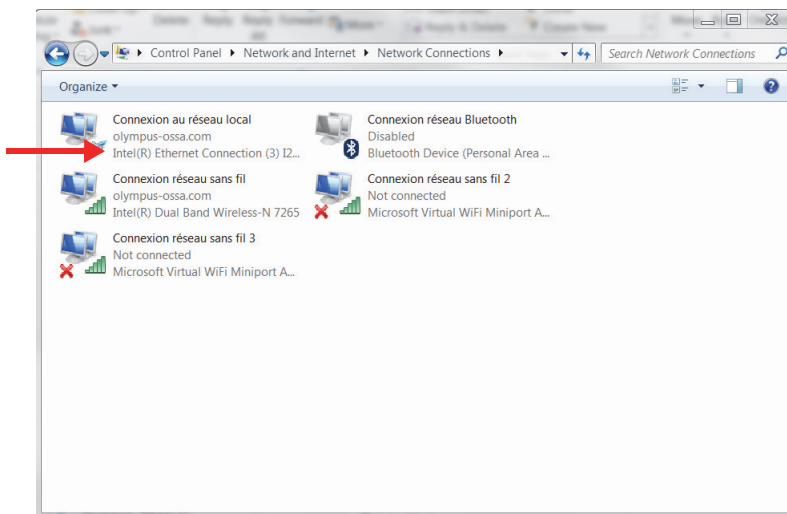 Control Panel Network and Internet Network Connections Search Network Connections
Organize
Connexion au réseau local
olympus-ossa.com
Intel(R) Ethernet Connection (3) I2...
Connexion réseau Bluetooth
Disabled
Bluetooth Device (Personal Area ...
Connexion réseau sans fil
olympus-ossa.com
Intel(R) Dual Band Wireless-N 7265
Connexion réseau sans fil 2
Not connected
Microsoft Virtual WiFi Miniport A...
Connexion réseau sans fil 3
Not connected
Microsoft Virtual WiFi Miniport A...